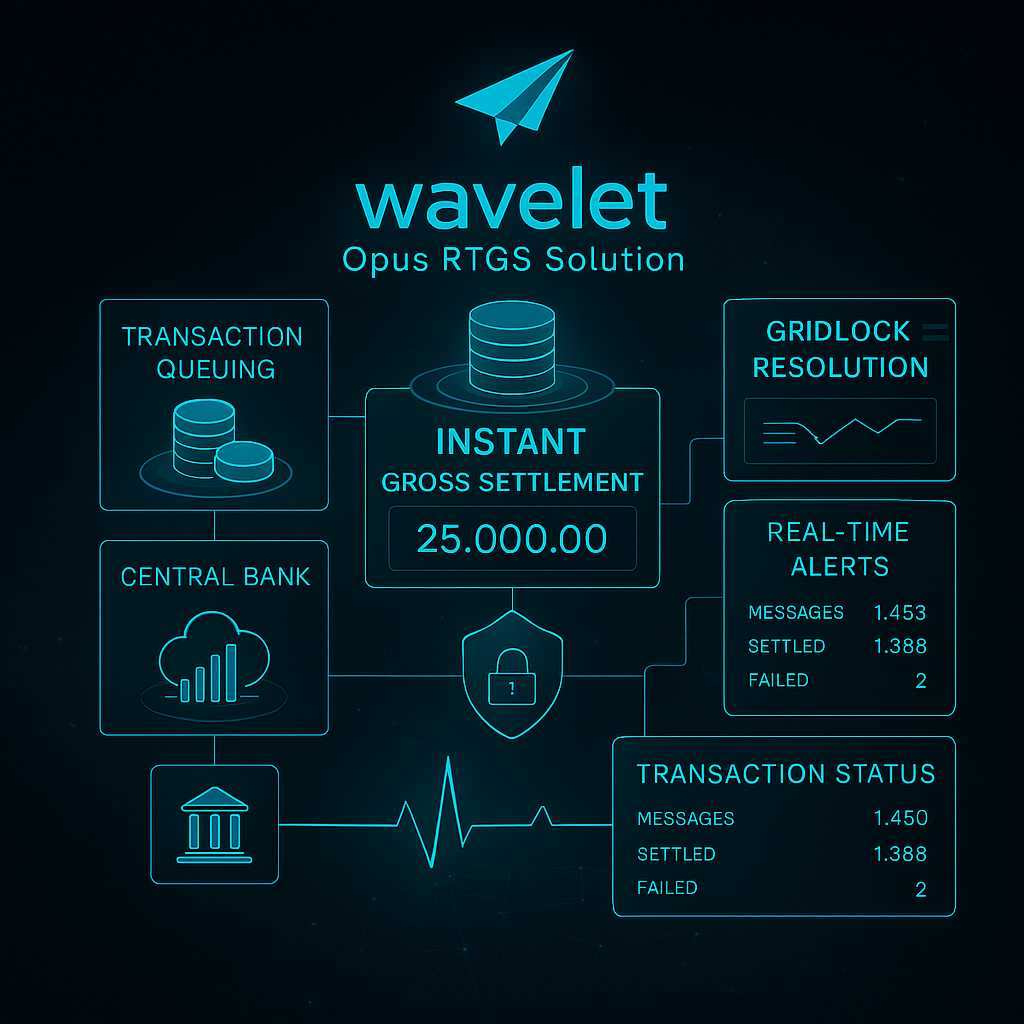 wavelet
Opus RTGS Solution
TRANSACTION
QUEUING
INSTANT
GROSS SETTLEMENT
25.000.00
GRIDLOCK
RESOLUTION
CENTRAL BANK
REAL-TIME
ALERTS
MESSAGES 1.453
SETTLED 1.388
FAILED 2
TRANSACTION STATUS
MESSAGES 1.450
SETTLED 1.388
FAILED 2